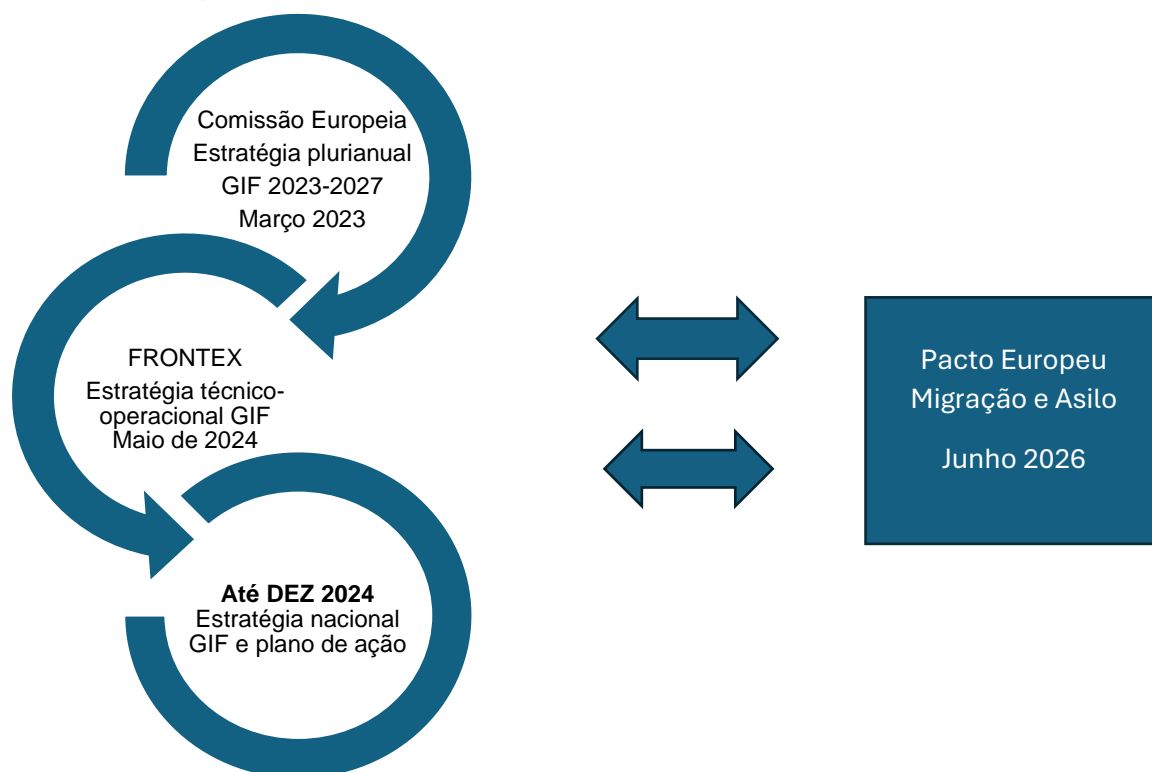 Comissão Europeia
Estratégia plurianual
GIF 2023-2027
Março 2023
FRONTEX
Estratégia técnico-
operacional GIF
Maio de 2024
Até DEZ 2024
Estratégia nacional
GIF e plano de ação
Pacto Europeu
Migração e Asilo
Junho 2026